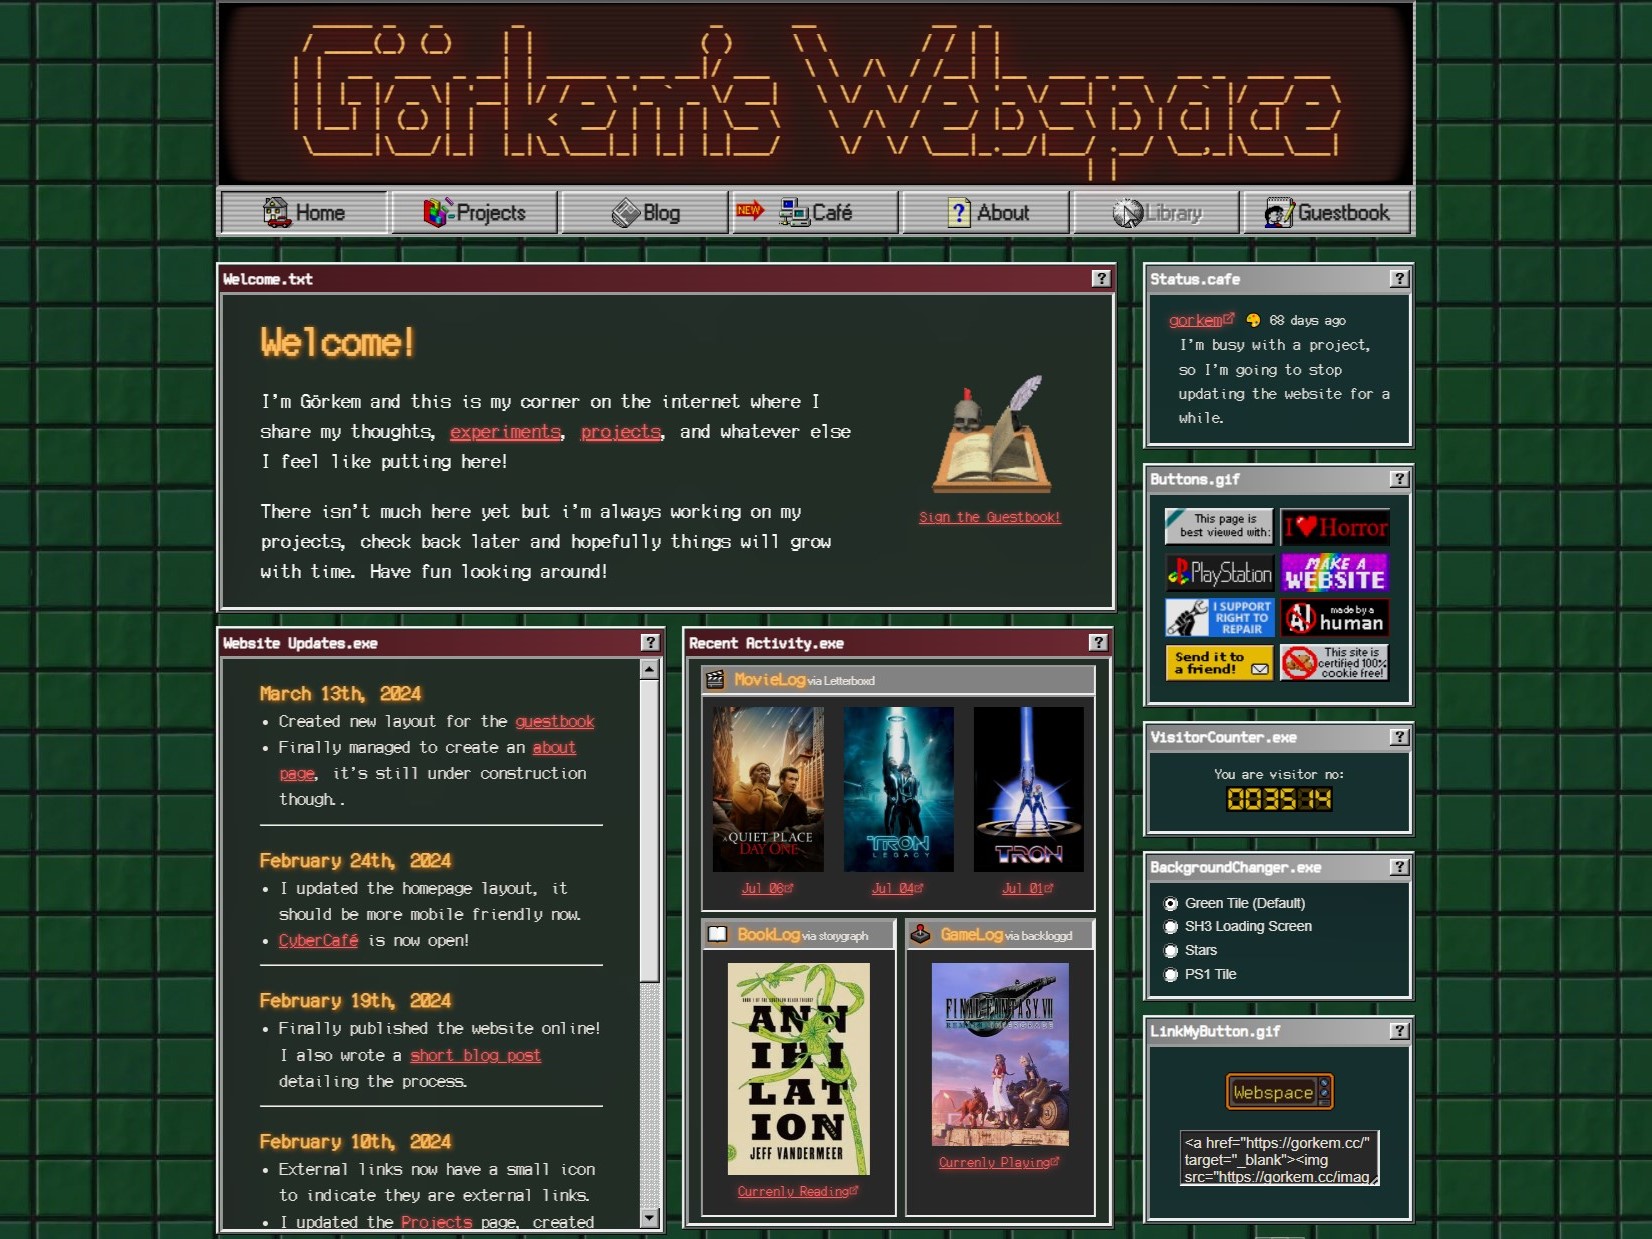 Görkem's Webspace
Home
Projects
Blog
NEW
Café
?
About
Library
Guestbook
Welcome.txt
?
Welcome!
I'm Görkem and this is my corner on the internet where I
share my thoughts, experiments, projects, and whatever else
I feel like putting here!
There isn't much here yet but i'm always working on my
projects, check back later and hopefully things will grow
with time. Have fun looking around!
Sign the Guestbook!
Website Updates.exe
?
March 13th, 2024
• Created new layout for the guestbook
• Finally managed to create an about
page, it's still under construction
though..
February 24th, 2024
• I updated the homepage layout, it
should be more mobile friendly now.
• CyberCafé is now open!
February 19th, 2024
• Finally published the website online!
I also wrote a short blog post
detailing the process.
February 10th, 2024
• External links now have a small icon
to indicate they are external links.
• I updated the Projects page, created
Recent Activity.exe
?
MovieLog via Letterboxd
A QUIET PLACE
DAY ONE
TRON
LEGACY
TRON
Jul 06
Jul 04
Jul 01
BookLog via storygraph
ANN
IHI
LAT
ION
JEFF VANDERMEER
Currenly Reading
GameLog via backloggd
FINAL FANTASY VII
REMAKE INTERGRADE
Currenly Playing
Status.cafe
?
gorkem 68 days ago
I'm busy with a project,
so I'm going to stop
updating the website for a
while.
Buttons.gif
?
This page is
best viewed with:
I Horror
PlayStation
MAKE A
WEBSITE
I SUPPORT
RIGHT TO
REPAIR
AI
made by a
human
Send it to
a friend!
This site is
certified 100%
cookie free!
VisitorCounter.exe
?
You are visitor no:
003514
BackgroundChanger.exe
?
Green Tile (Default)
SH3 Loading Screen
Stars
PS1 Tile
LinkMyButton.gif
?
Webspace
<a href="https://gorkem.cc/"
target="_blank"><img
src="https://gorkem.cc/imag